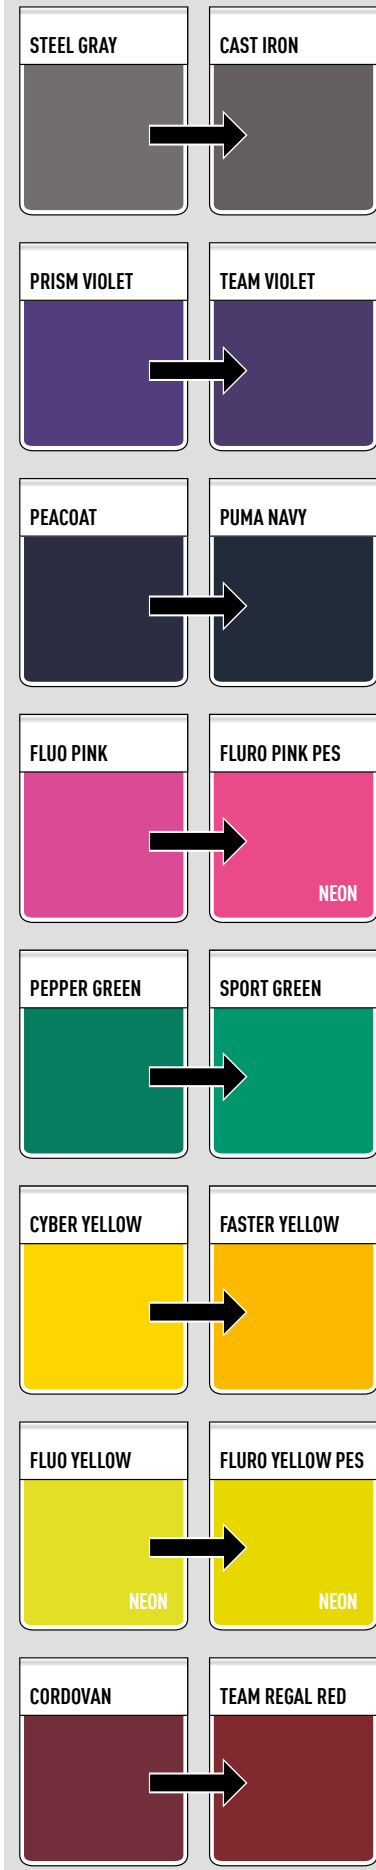 STEEL GRAY
CAST IRON
PRISM VIOLET
TEAM VIOLET
PEACOAT
PUMA NAVY
FLUO PINK
FLURO PINK PES
NEON
PEPPER GREEN
SPORT GREEN
CYBER YELLOW
FASTER YELLOW
FLUO YELLOW
FLURO YELLOW PES
NEON
NEON
CORDOVAN
TEAM REGAL RED